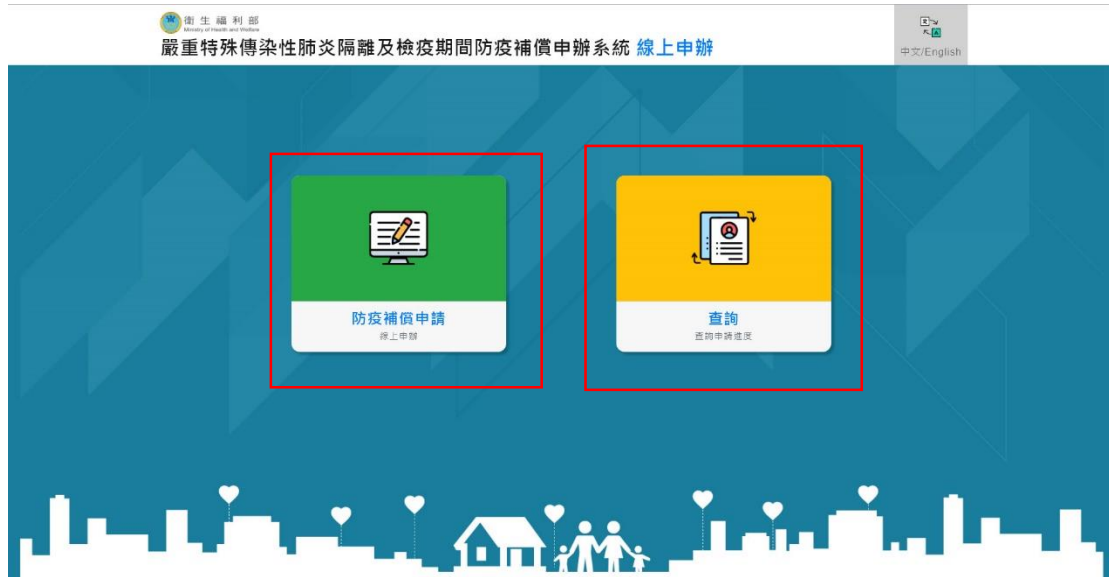 衛生福利部
Ministry of Health and Welfare
嚴重特殊傳染性肺炎隔離及檢疫期間防疫補償申辦系統 線上申辦
中文/English
防疫補償申請
線上申辦
查詢
查詢申請進度